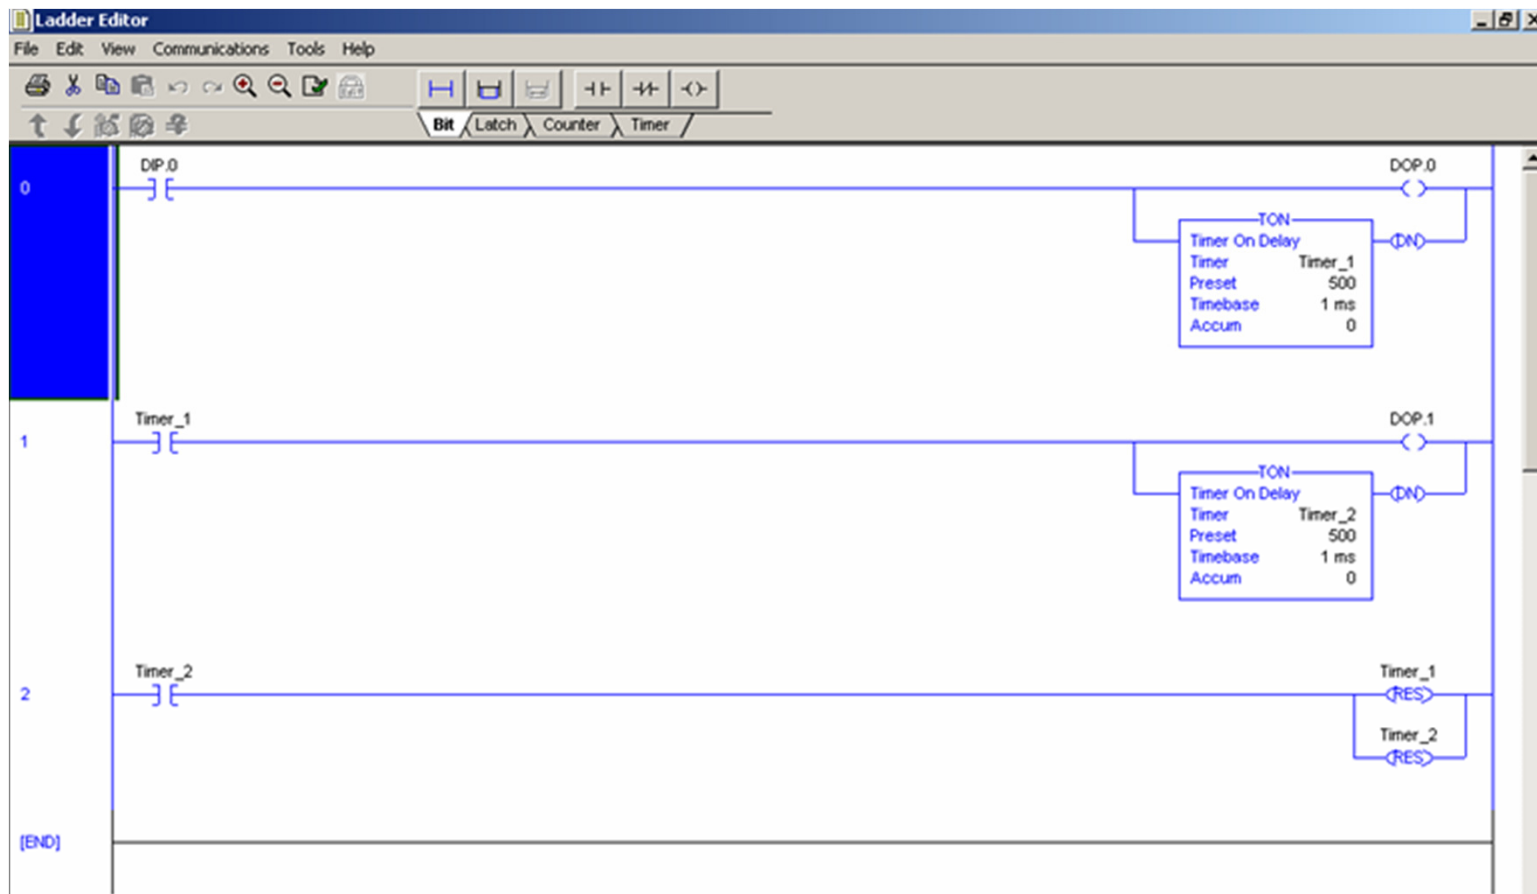 Ladder Editor
File Edit View Communications Tools Help
Bit Latch Counter Timer
0
DIP.0
DOP.0
TON
Timer On Delay
DN
Timer Timer_1
Preset 500
Timebase 1 ms
Accum 0
1
Timer_1
DOP.1
TON
Timer On Delay
DN
Timer Timer_2
Preset 500
Timebase 1 ms
Accum 0
2
Timer_2
Timer_1
RES
Timer_2
RES
[END]